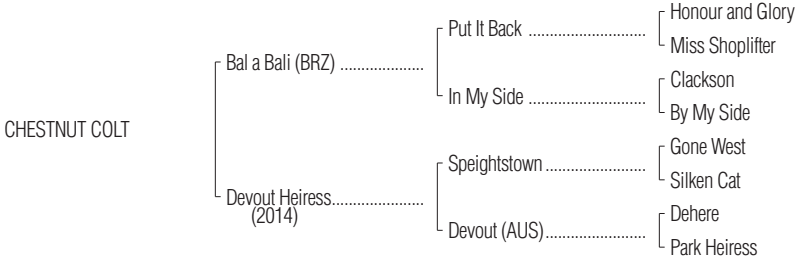 Honour and Glory
Put It Back ............................
Miss Shoplifter
Bal a Bali (BRZ) ....................
Clackson
In My Side ............................
By My Side
CHESTNUT COLT
Gone West
Speightstown ........................
Silken Cat
Devout Heiress......................
(2014)
Dehere
Devout (AUS) ........................
Park Heiress